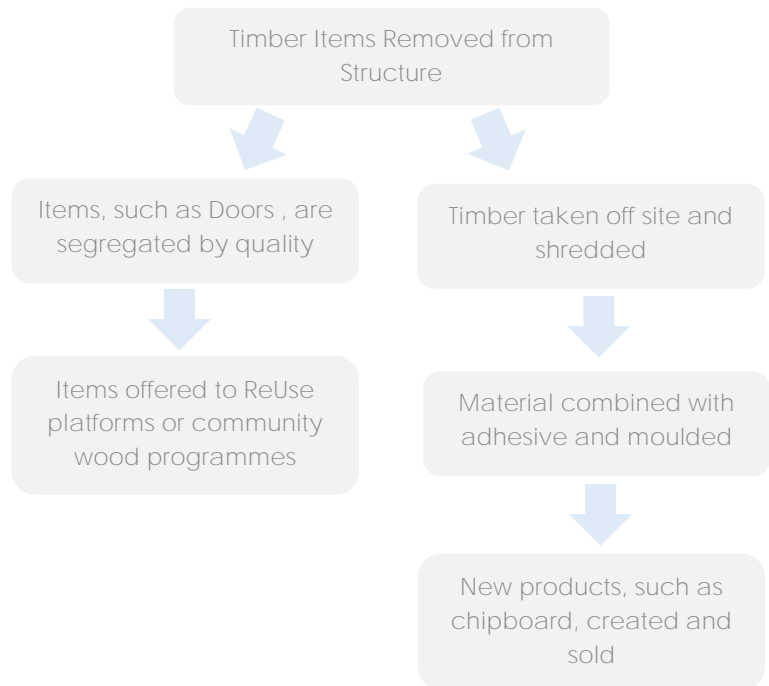 Timber Items Removed from
Structure
Items, such as Doors , are
segregated by quality
Items offered to ReUse
platforms or community
wood programmes
Timber taken off site and
shredded
Material combined with
adhesive and moulded
New products, such as
chipboard, created and
sold